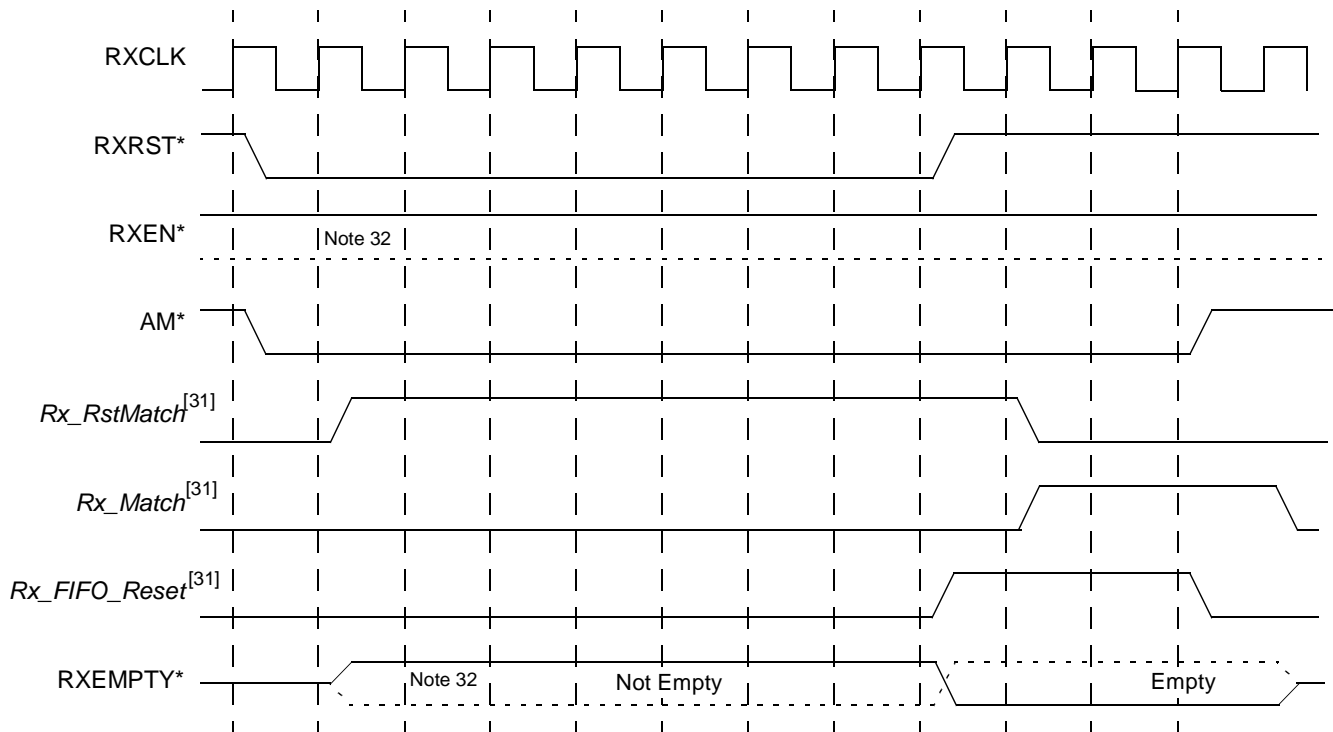 RXCLK
RXRST*
RXEN*
Note 32
AM*
Rx_RstMatch[31]
Rx_Match[31]
Rx_FIFO_Reset[31]
RXEMPTY*
Note 32
Not Empty
Empty